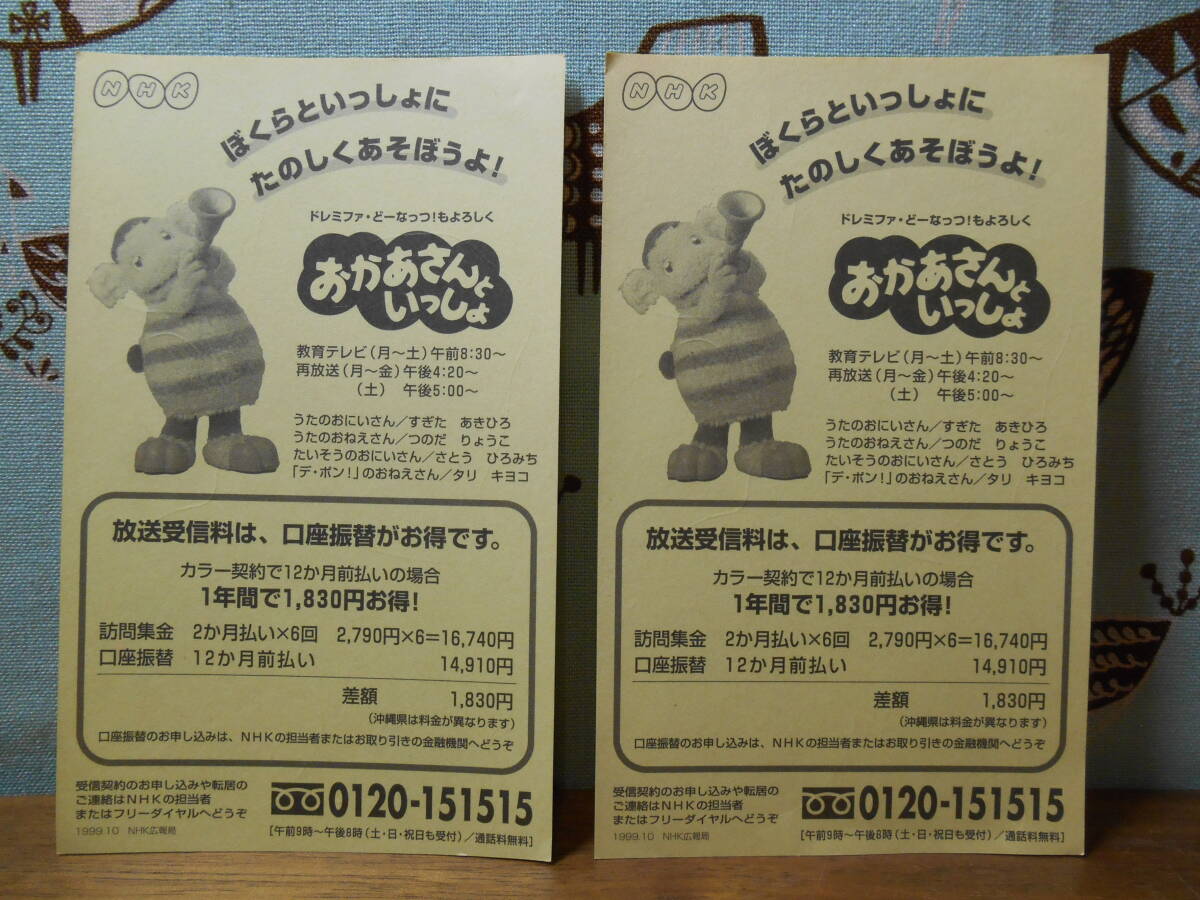 NHK
ぼくらといっしょに
たのしくあそぼうよ!
ドレミファ・どーなっつ!もよろしく
おかあさんと
いっしょ
教育テレビ(月〜土)午前8:30〜
再放送(月〜金)午後4:20〜
(土) 午後5:00〜
うたのおにいさん/すぎた あきひろ
うたのおねえさん/つのだ りょうこ
たいそうのおにいさん/さとう ひろみち
「デ・ポン!」のおねえさん/タリ キヨコ
放送受信料は、口座振替がお得です。
カラー契約で12か月前払いの場合
1年間で1,830円お得!
訪問集金 2か月払い×6回 2,790円×6=16,740円
口座振替 12か月前払い 14,910円
差額 1,830円
(沖縄県は料金が異なります)
口座振替のお申し込みは、NHKの担当者またはお取り引きの金融機関へどうぞ
受信契約のお申し込みや転居の
ご連絡はNHKの担当者
またはフリーダイヤルへどうぞ
0120-151515
1999.10 NHK広報局
[午前9時〜午後8時(土・日・祝日も受付)/通話料無料]
NHK
ぼくらといっしょに
たのしくあそぼうよ!
ドレミファ・どーなっつ!もよろしく
おかあさんと
いっしょ
教育テレビ(月〜土)午前8:30〜
再放送(月〜金)午後4:20〜
(土) 午後5:00〜
うたのおにいさん/すぎた あきひろ
うたのおねえさん/つのだ りょうこ
たいそうのおにいさん/さとう ひろみち
「デ・ポン!」のおねえさん/タリ キヨコ
放送受信料は、口座振替がお得です。
カラー契約で12か月前払いの場合
1年間で1,830円お得!
訪問集金 2か月払い×6回 2,790円×6=16,740円
口座振替 12か月前払い 14,910円
差額 1,830円
(沖縄県は料金が異なります)
口座振替のお申し込みは、NHKの担当者またはお取り引きの金融機関へどうぞ
受信契約のお申し込みや転居の
ご連絡はNHKの担当者
またはフリーダイヤルへどうぞ
0120-151515
1999.10 NHK広報局
[午前9時〜午後8時(土・日・祝日も受付)/通話料無料]